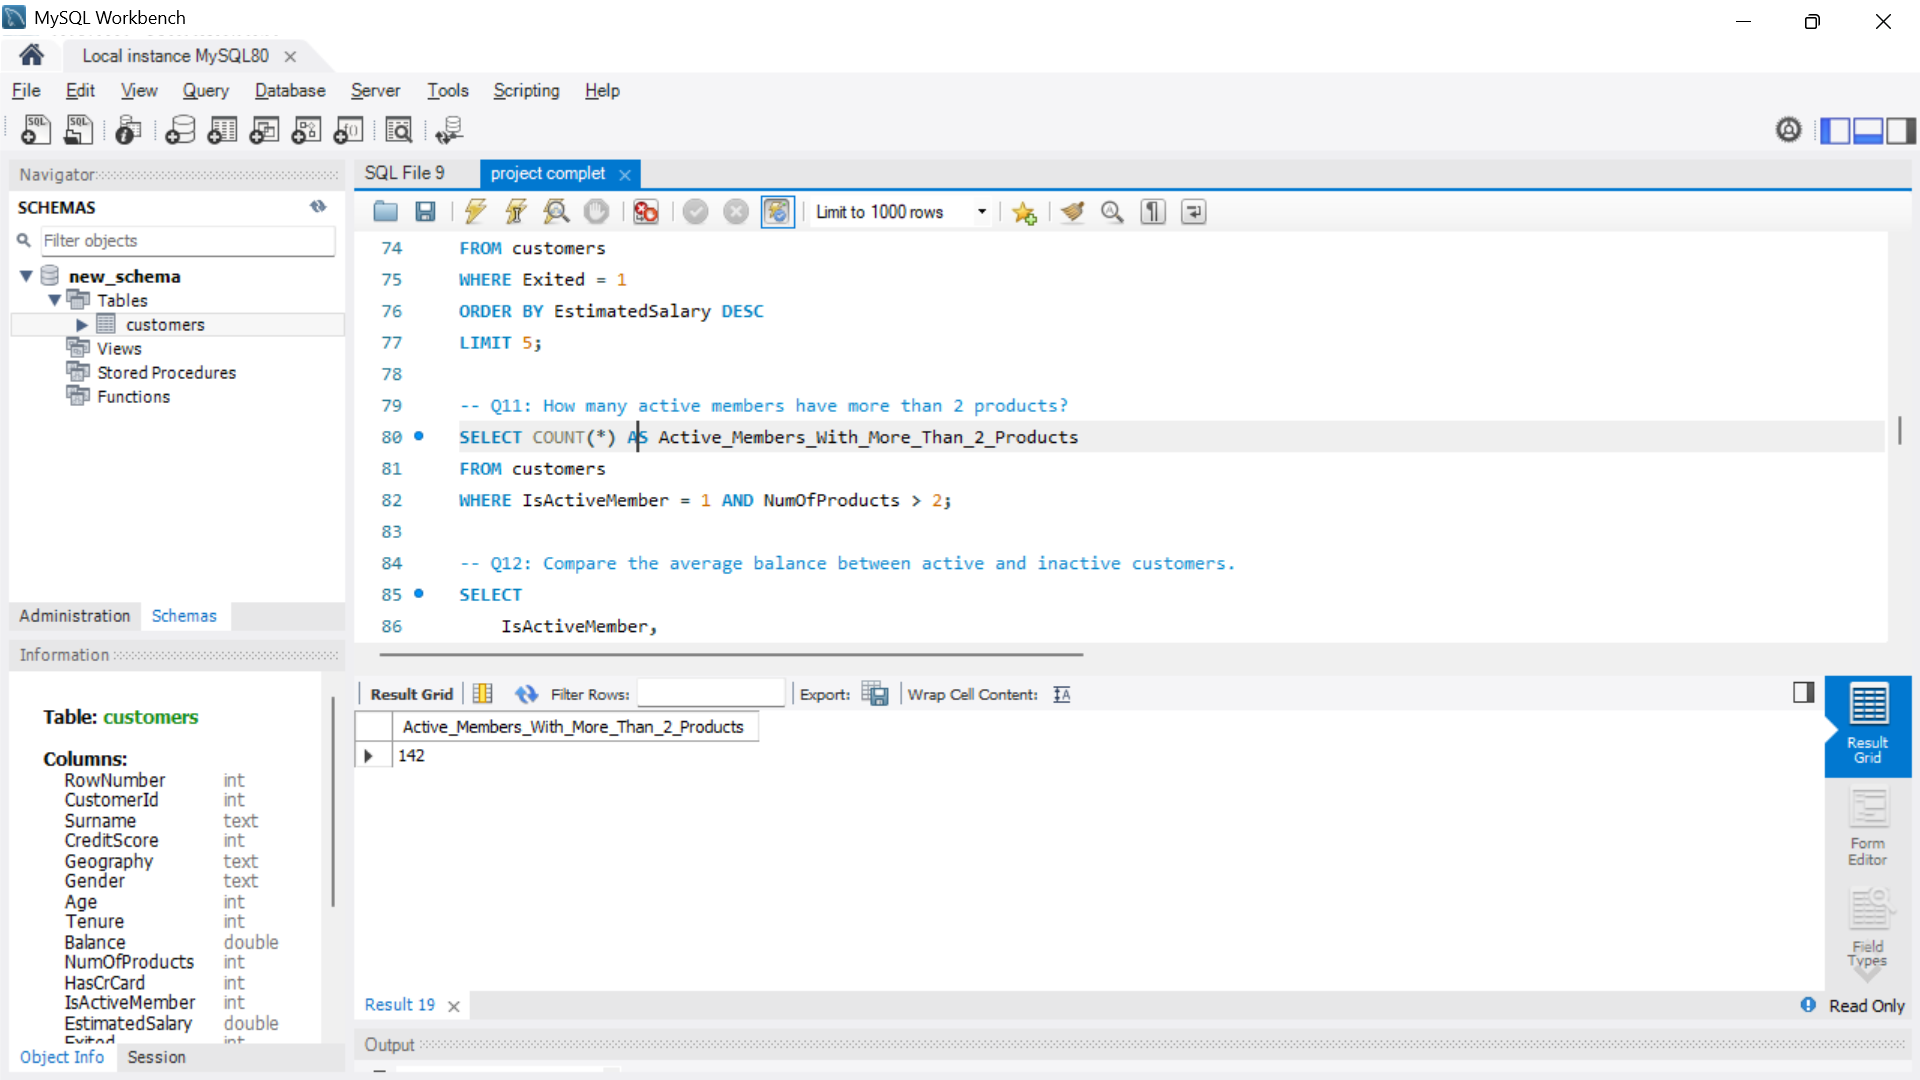 MySQL Workbench
Local instance MySQL80
File Edit View Query Database Server Tools Scripting Help
Navigator
SCHEMAS
Filter objects
new_schema
Tables
customers
Views
Stored Procedures
Functions
Administration Schemas
Information
Table: customers
Columns:
RowNumber int
CustomerId int
Surname text
CreditScore int
Geography text
Gender text
Age int
Tenure int
Balance double
NumOfProducts int
HasCrCard int
IsActiveMember int
EstimatedSalary double
Exited int
Object Info Session
SQL File 9 project complet
Limit to 1000 rows
74 FROM customers
75 WHERE Exited = 1
76 ORDER BY EstimatedSalary DESC
77 LIMIT 5;
78
79 -- Q11: How many active members have more than 2 products?
80 SELECT COUNT(*) AS Active_Members_With_More_Than_2_Products
81 FROM customers
82 WHERE IsActiveMember = 1 AND NumOfProducts > 2;
83
84 -- Q12: Compare the average balance between active and inactive customers.
85 SELECT
86 IsActiveMember,
Result Grid Filter Rows: Export: Wrap Cell Content:
Active_Members_With_More_Than_2_Products
142
Result
Grid
Form
Editor
Field
Types
Result 19
Read Only
Output